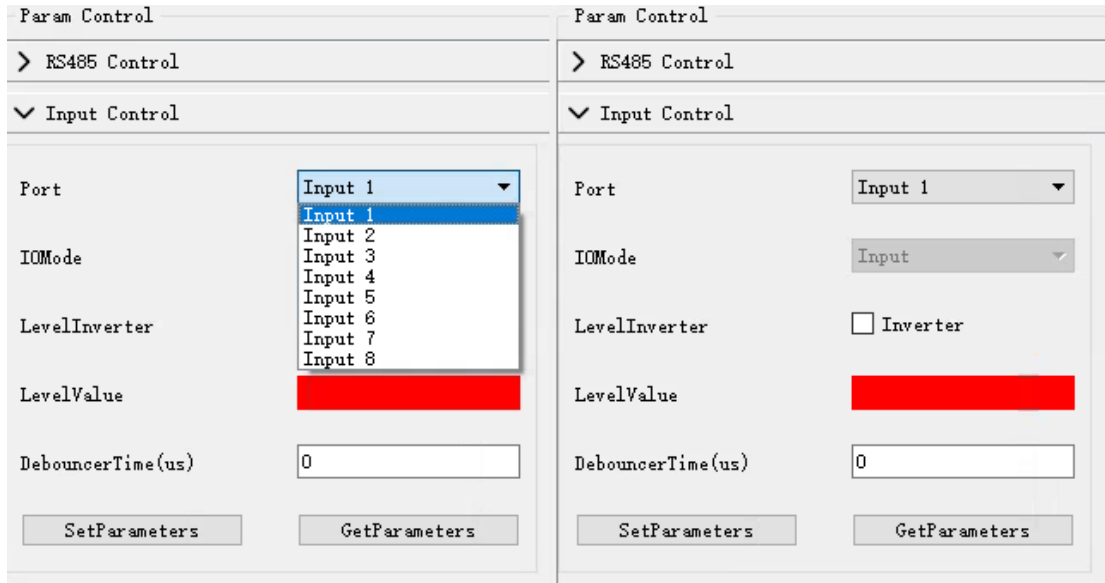 Param Control
RS485 Control
Input Control
Port
Input 1
Input 1
Input 2
Input 3
Input 4
Input 5
Input 6
Input 7
Input 8
IOMode
LevelInverter
LevelValue
DebouncerTime(us)
0
SetParameters
GetParameters
Param Control
RS485 Control
Input Control
Port
Input 1
IOMode
Input
LevelInverter
Inverter
LevelValue
DebouncerTime(us)
0
SetParameters
GetParameters